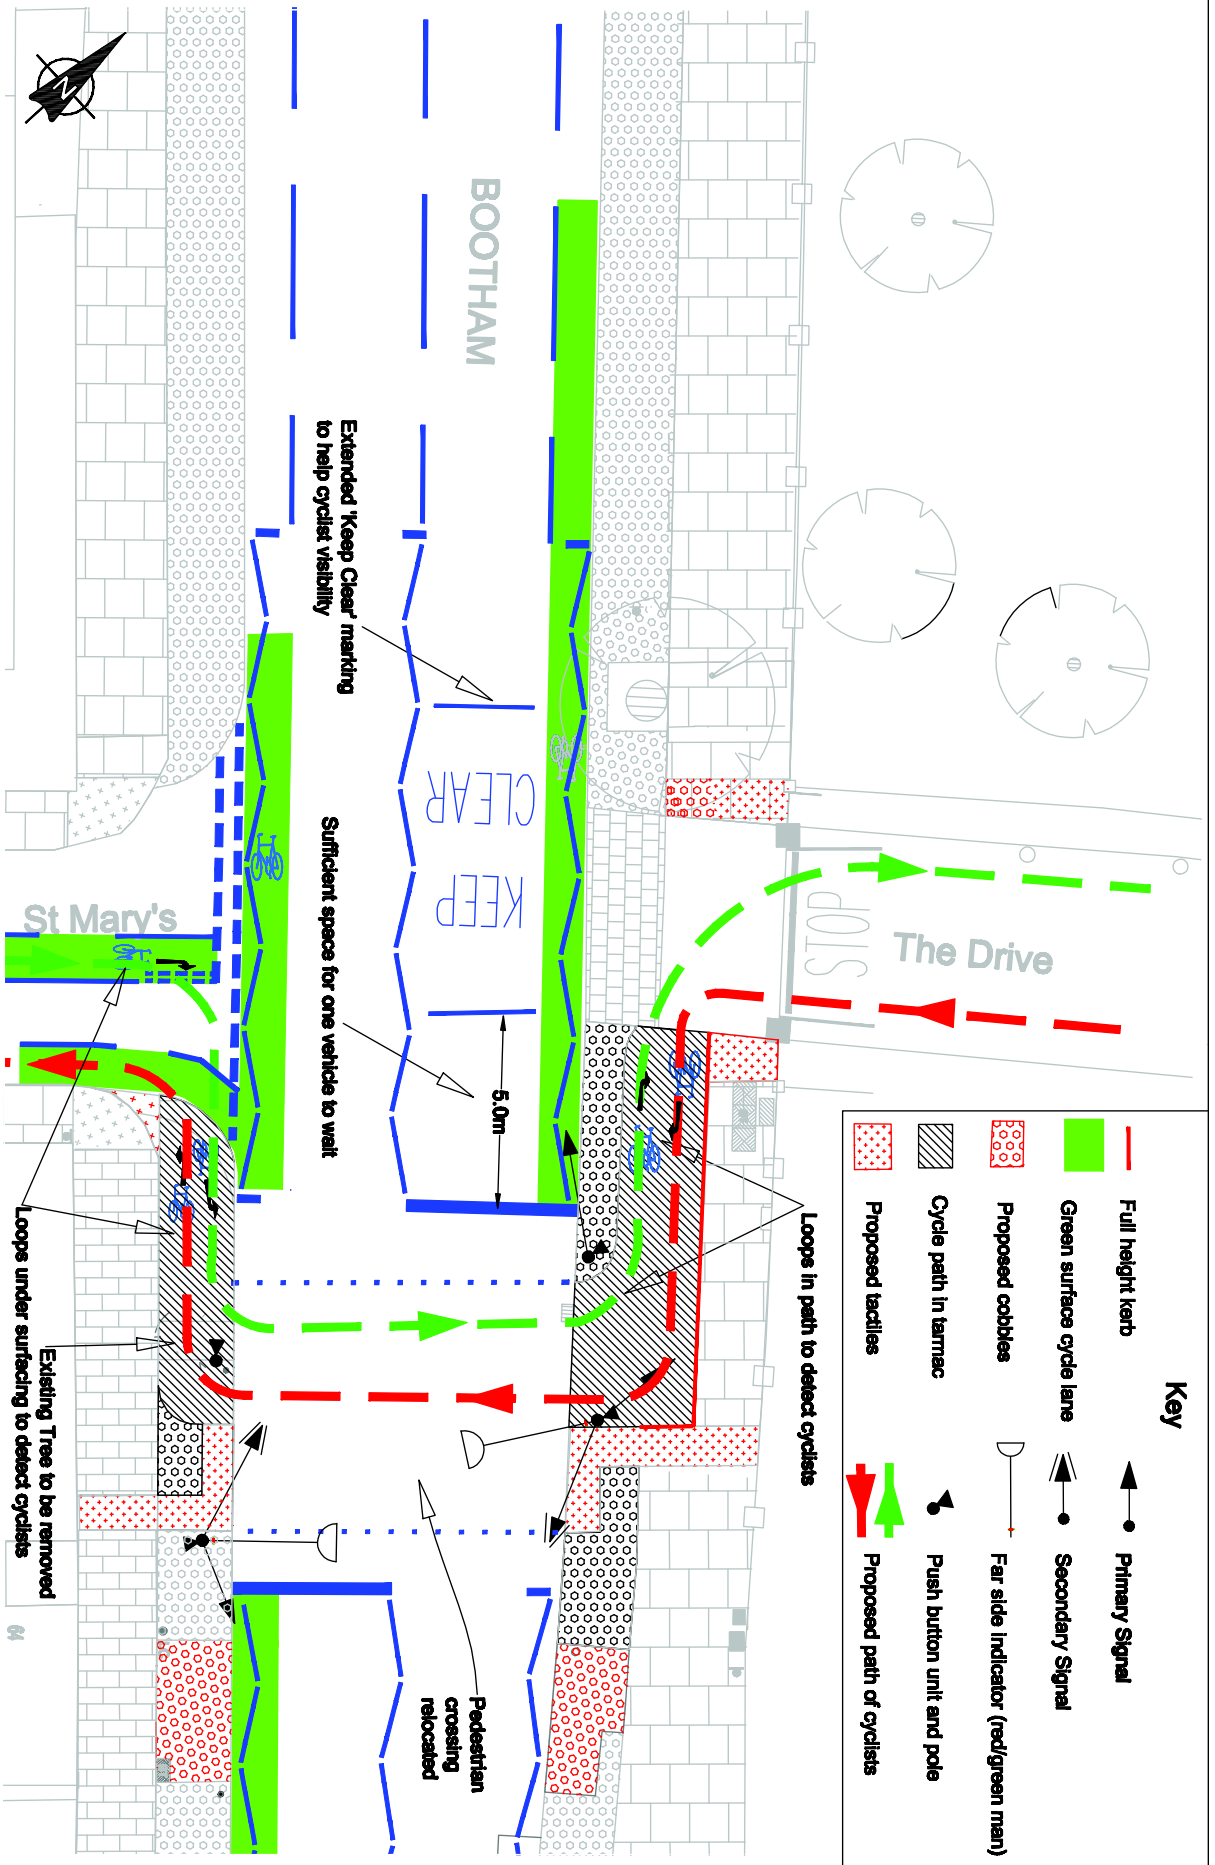 BOOTHAM
Extended 'Keep Clear' marking
to help cyclist visibility
CLEAR
KEEP
Sufficient space for one vehicle to wait
5.0m
St Mary's
STOP
The Drive
Loops in path to detect cyclists
Loops under surfacing to detect cyclists
Existing Tree to be removed
Pedestrian
crossing
relocated
64
N
Key
Full height kerb
Green surface cycle lane
Proposed cobbles
Cycle path in tarmac
Proposed tactiles
Primary Signal
Secondary Signal
Far side indicator (red/green man)
Push button unit and pole
Proposed path of cyclists